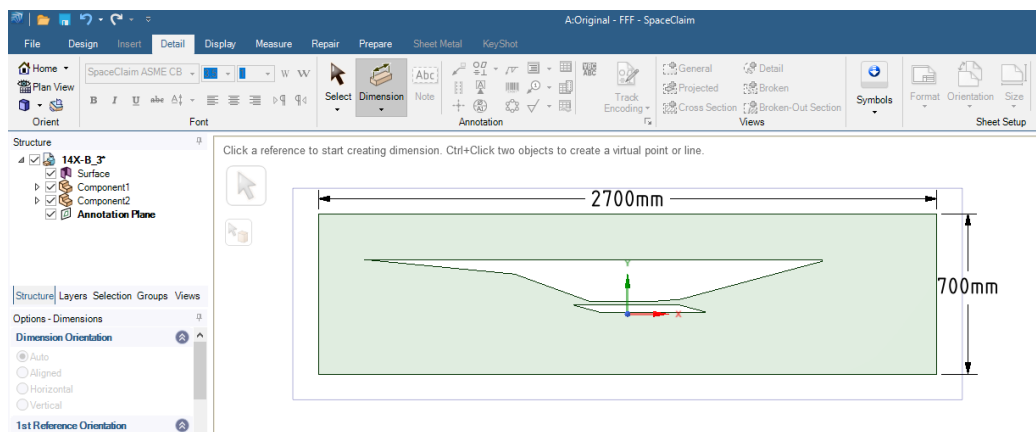 A:Original - FFF - SpaceClaim
File Design Insert Detail Display Measure Repair Prepare Sheet Metal KeyShot
Home
Plan View
Orient
SpaceClaim ASME CB
B I U abc
Font
Select
Dimension
Abc
Note
Track
Encoding
Annotation
General
Projected
Cross Section
Detail
Broken
Broken-Out Section
Views
Symbols
Format Orientation Size
Sheet Setup
Structure
14X-B_3*
Surface
Component1
Component2
Annotation Plane
Structure Layers Selection Groups Views
Options - Dimensions
Dimension Orientation
Auto
Aligned
Horizontal
Vertical
1st Reference Orientation
Click a reference to start creating dimension. Ctrl+Click two objects to create a virtual point or line.
2700mm
700mm
Y
X